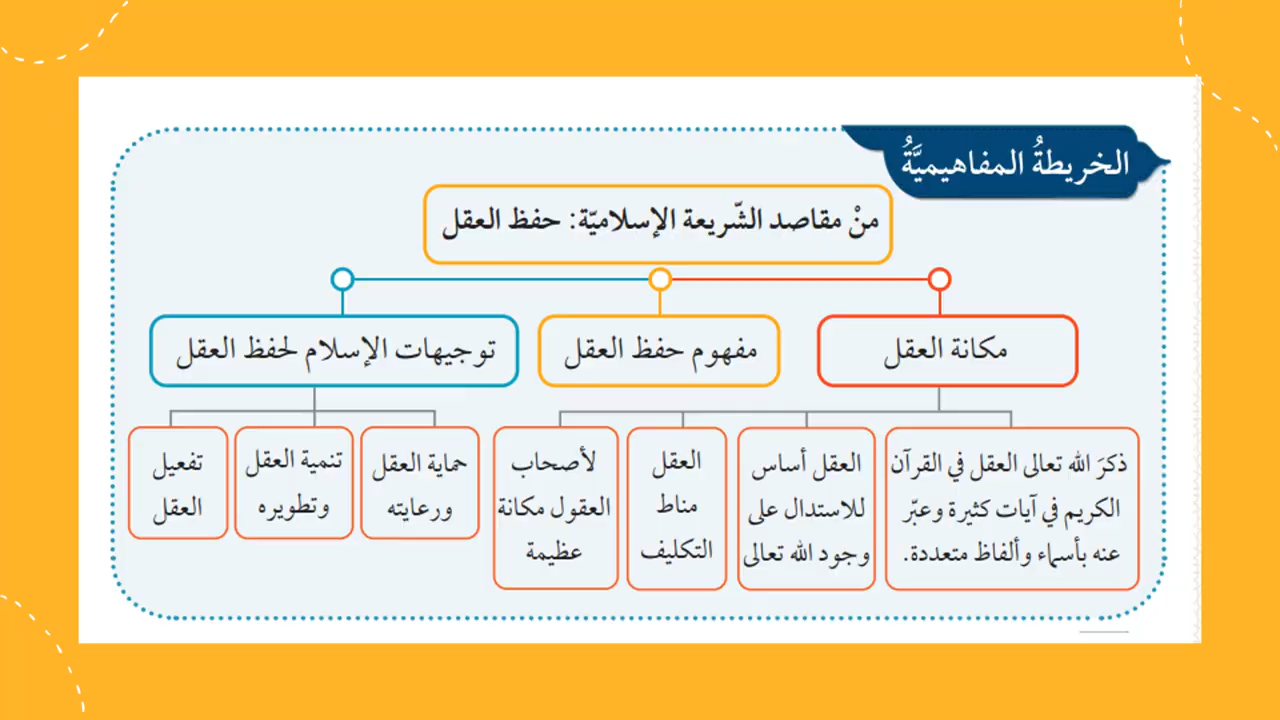 الخريطةُ المفاهيميَّةُ
منْ مقاصد الشّريعة الإسلاميّة: حفظ العقل
مكانة العقل
مفهوم حفظ العقل
توجيهات الإسلام لحفظ العقل
ذكرَ الله تعالى العقل في القرآن
الكريم في آيات كثيرة وعبّر
عنه بأسماء وألفاظ متعددة.
العقل أساس
للاستدلال على
وجود الله تعالى
العقل
مناط
التكليف
لأصحاب
العقول مكانة
عظيمة
حماية العقل
ورعايته
تنمية العقل
وتطويره
تفعيل
العقل